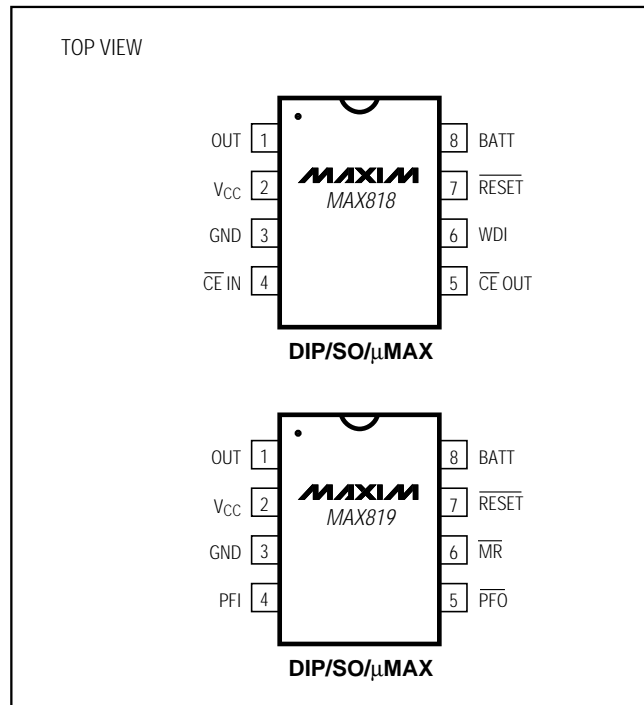 TOP VIEW
OUT 1 8 BATT
VCC 2 MAXIM 7 RESET
MAX818
GND 3 6 WDI
CE IN 4 5 CE OUT
DIP/SO/μMAX
OUT 1 8 BATT
VCC 2 MAXIM 7 RESET
MAX819
GND 3 6 MR
PFI 4 5 PFO
DIP/SO/μMAX